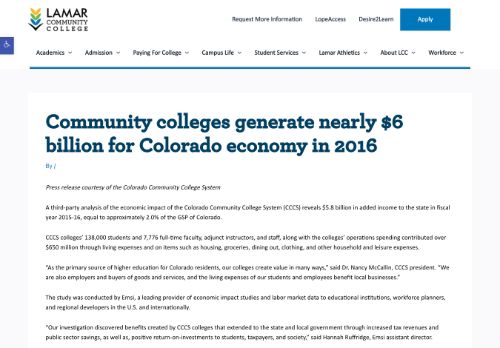 LAMAR
COMMUNITY
COLLEGE
Request More Information LopeAccess Desire2Learn Apply
Academics Admission Paying For College Campus Life Student Services Lamar Athletics About LCC Workforce
Community colleges generate nearly $6
billion for Colorado economy in 2016
By /
Press release courtesy of the Colorado Community College System
A third-party analysis of the economic impact of the Colorado Community College System (CCCS) reveals $5.8 billion in added income to the state in fiscal
year 2015-16, equal to approximately 2.0% of the GSP of Colorado.
CCCS colleges' 138,000 students and 7,776 full-time faculty, adjunct instructors, and staff, along with the colleges' operations spending contributed over
$650 million through living expenses and on items such as housing, groceries, dining out, clothing, and other household and leisure expenses.
"As the primary source of higher education for Colorado residents, our colleges create value in many ways," said Dr. Nancy McCallin, CCCS president. "We
are also employers and buyers of goods and services, and the living expenses of our students and employees benefit local businesses."
The study was conducted by Emsi, a leading provider of economic impact studies and labor market data to educational institutions, workforce planners,
and regional developers in the U.S. and internationally.
"Our investigation discovered benefits created by CCCS colleges that extended to the state and local government through increased tax revenues and
public sector savings, as well as, positive return-on-investments to students, taxpayers, and society," said Hannah Ruffridge, Emsi assistant director.